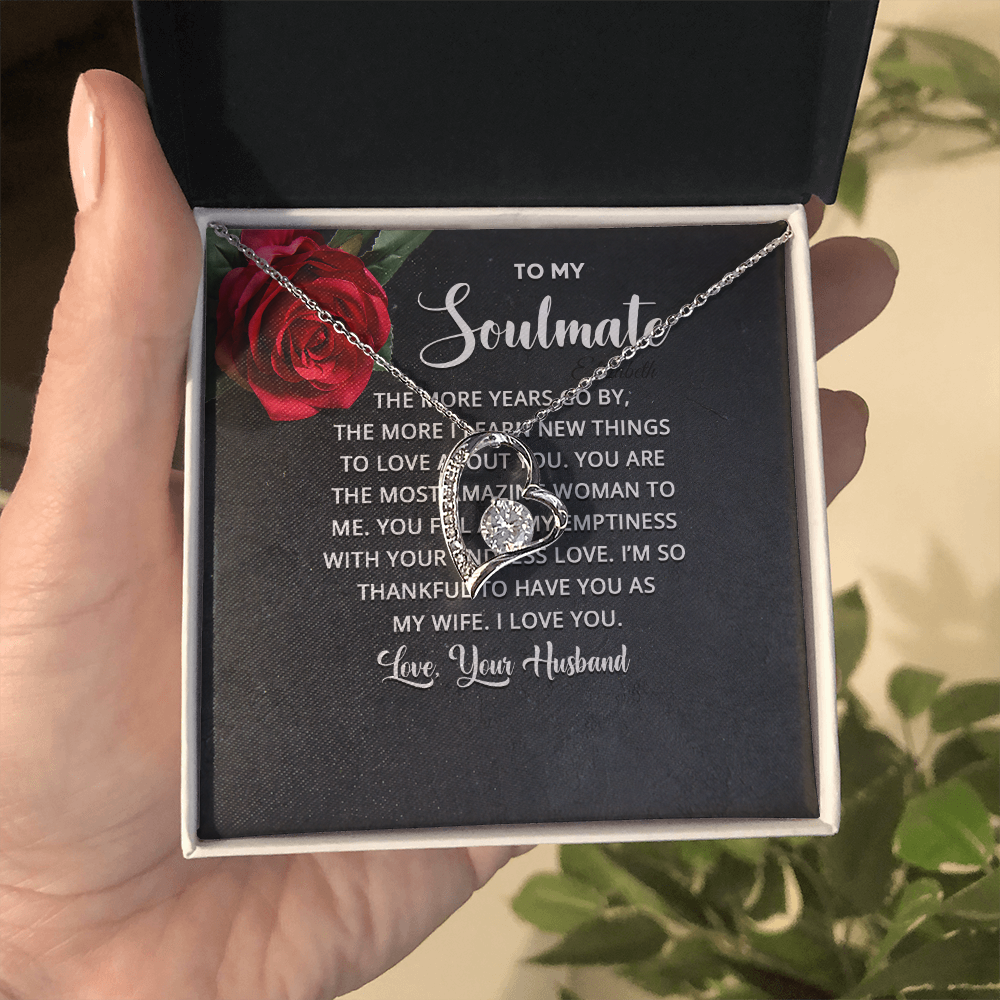 TO MY
Soulmate
Elizabeth
THE MORE YEARS GO BY,
THE MORE I LEARN NEW THINGS
TO LOVE ABOUT YOU. YOU ARE
THE MOST AMAZING WOMAN TO
ME. YOU FILL ALL MY EMPTINESS
WITH YOUR ENDLESS LOVE. I'M SO
THANKFUL TO HAVE YOU AS
MY WIFE. I LOVE YOU.
Love, Your Husband